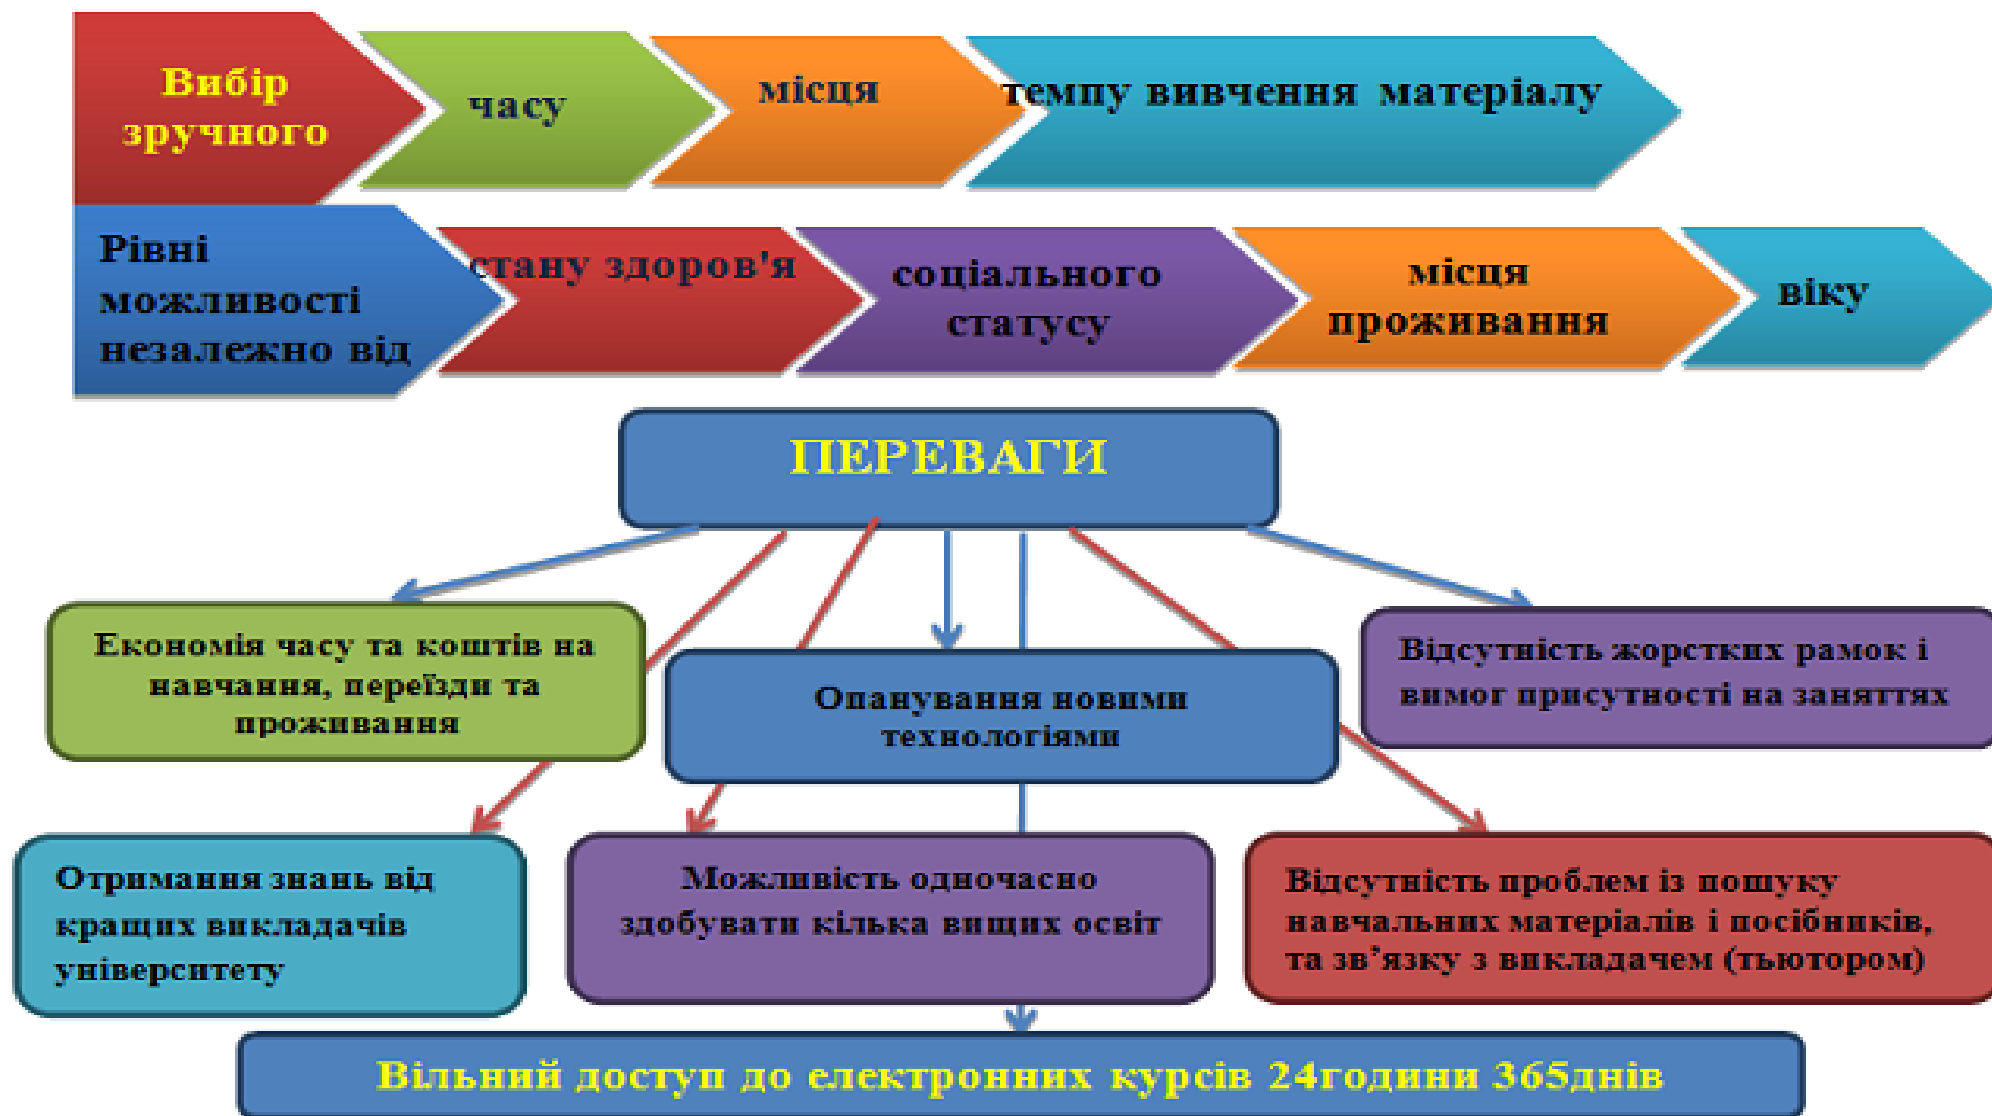 Вибір
зручного
часу
місця
темпу вивчення матеріалу
Рівні
можливості
незалежно від
стану здоров'я
соціального
статусу
місця
проживання
віку
ПЕРЕВАГИ
Економія часу та коштів на
навчання, переїзди та
проживання
Опанування новими
технологіями
Відсутність жорстких рамок і
вимог присутності на заняттях
Отримання знань від
кращих викладачів
університету
Можливість одночасно
здобувати кілька вищих освіт
Відсутність проблем із пошуку
навчальних матеріалів і посібників,
та зв’язку з викладачем (тьютором)
Вільний доступ до електронних курсів 24години 365днів